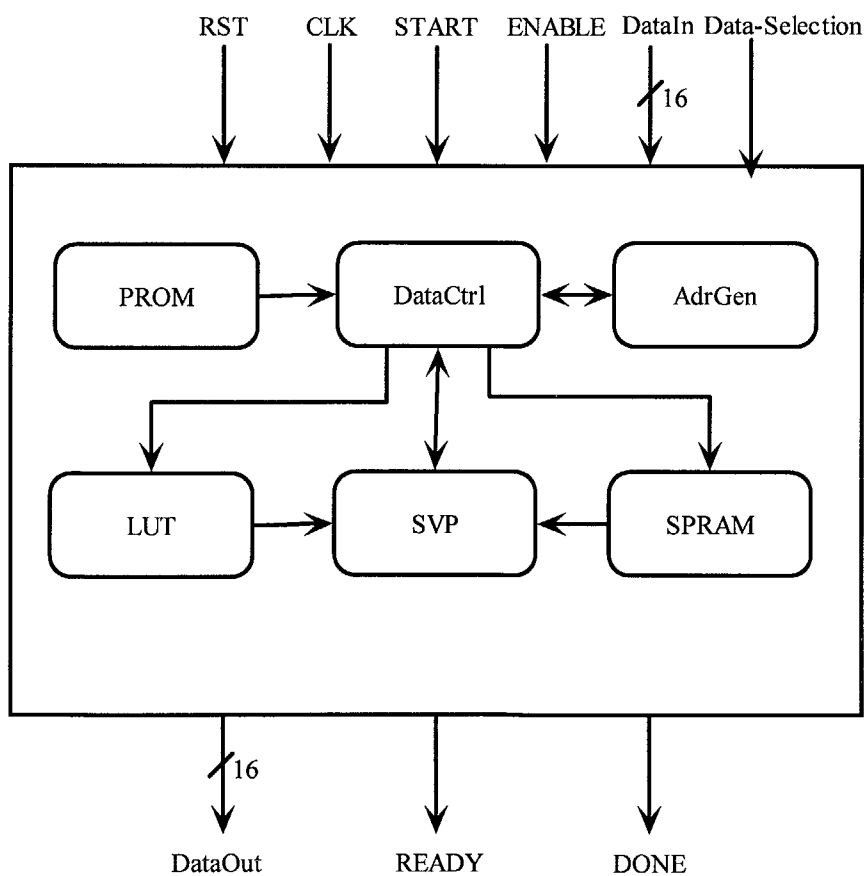 RST CLK START ENABLE DataIn Data-Selection
16
PROM DataCtrl AdrGen
LUT SVP SPRAM
16
DataOut READY DONE